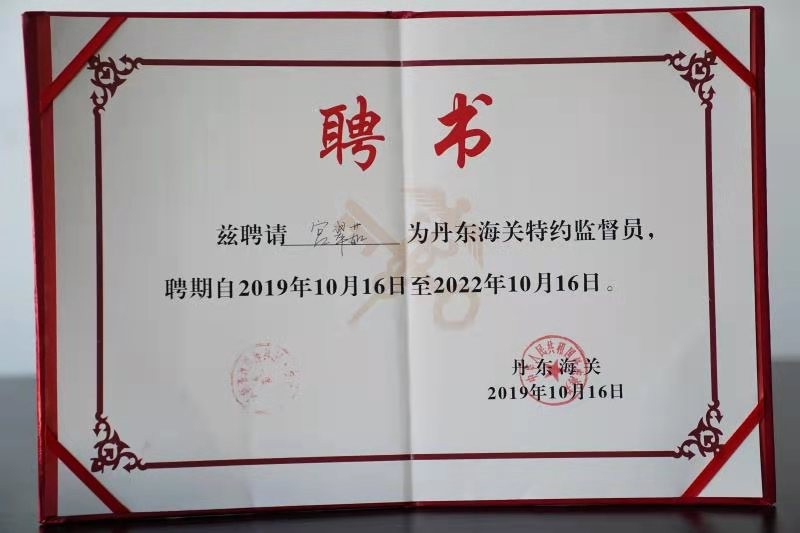 聘书
兹聘请 宫翠茹 为丹东海关特约监督员，
聘期自2019年10月16日至2022年10月16日。
丹东海关
2019年10月16日